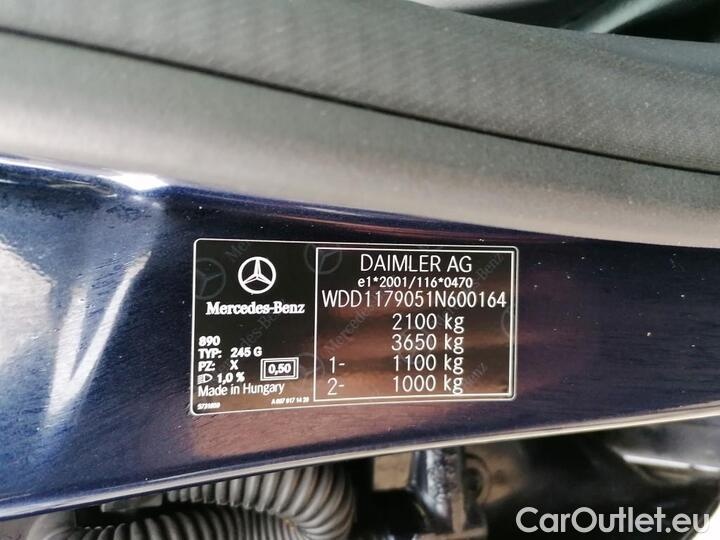 Mercedes-Benz
890
TYP: 245 G
PZ: X
0,50
1,0 %
Made in Hungary
DAIMLER AG
e1*2001/116*0470
WDD1179051N600164
2100 kg
3650 kg
1- 1100 kg
2- 1000 kg
CarOutlet.eu